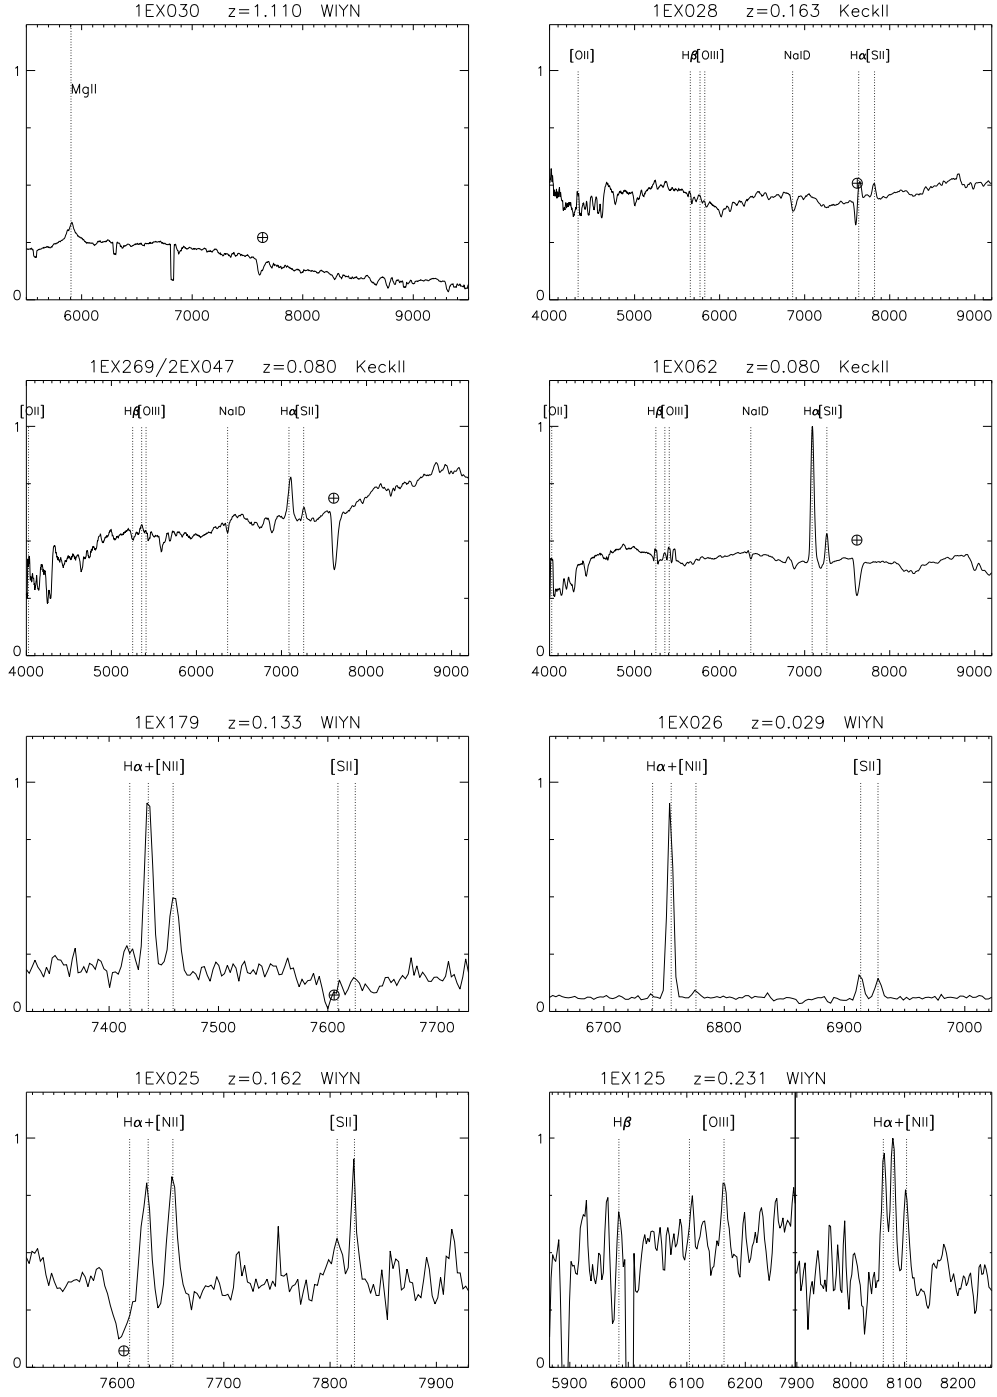 1EX030 z=1.110 WIYN
1
MgII
0
6000 7000 8000 9000
1EX028 z=0.163 KeckII
[OII] Hβ[OIII] NaID Hα[SII]
1
0
4000 5000 6000 7000 8000 9000
1EX269/2EX047 z=0.080 KeckII
[OII] Hβ[OIII] NaID Hα[SII]
1
0
4000 5000 6000 7000 8000 9000
1EX062 z=0.080 KeckII
[OII] Hβ[OIII] NaID Hα[SII]
1
0
4000 5000 6000 7000 8000 9000
1EX179 z=0.133 WIYN
Hα+[NII] [SII]
1
0
7400 7500 7600 7700
1EX026 z=0.029 WIYN
Hα+[NII] [SII]
1
0
6700 6800 6900 7000
1EX025 z=0.162 WIYN
Hα+[NII] [SII]
1
0
7600 7700 7800 7900
1EX125 z=0.231 WIYN
Hβ [OIII] Hα+[NII]
1
0
5900 6000 6100 6200 7900 8000 8100 8200